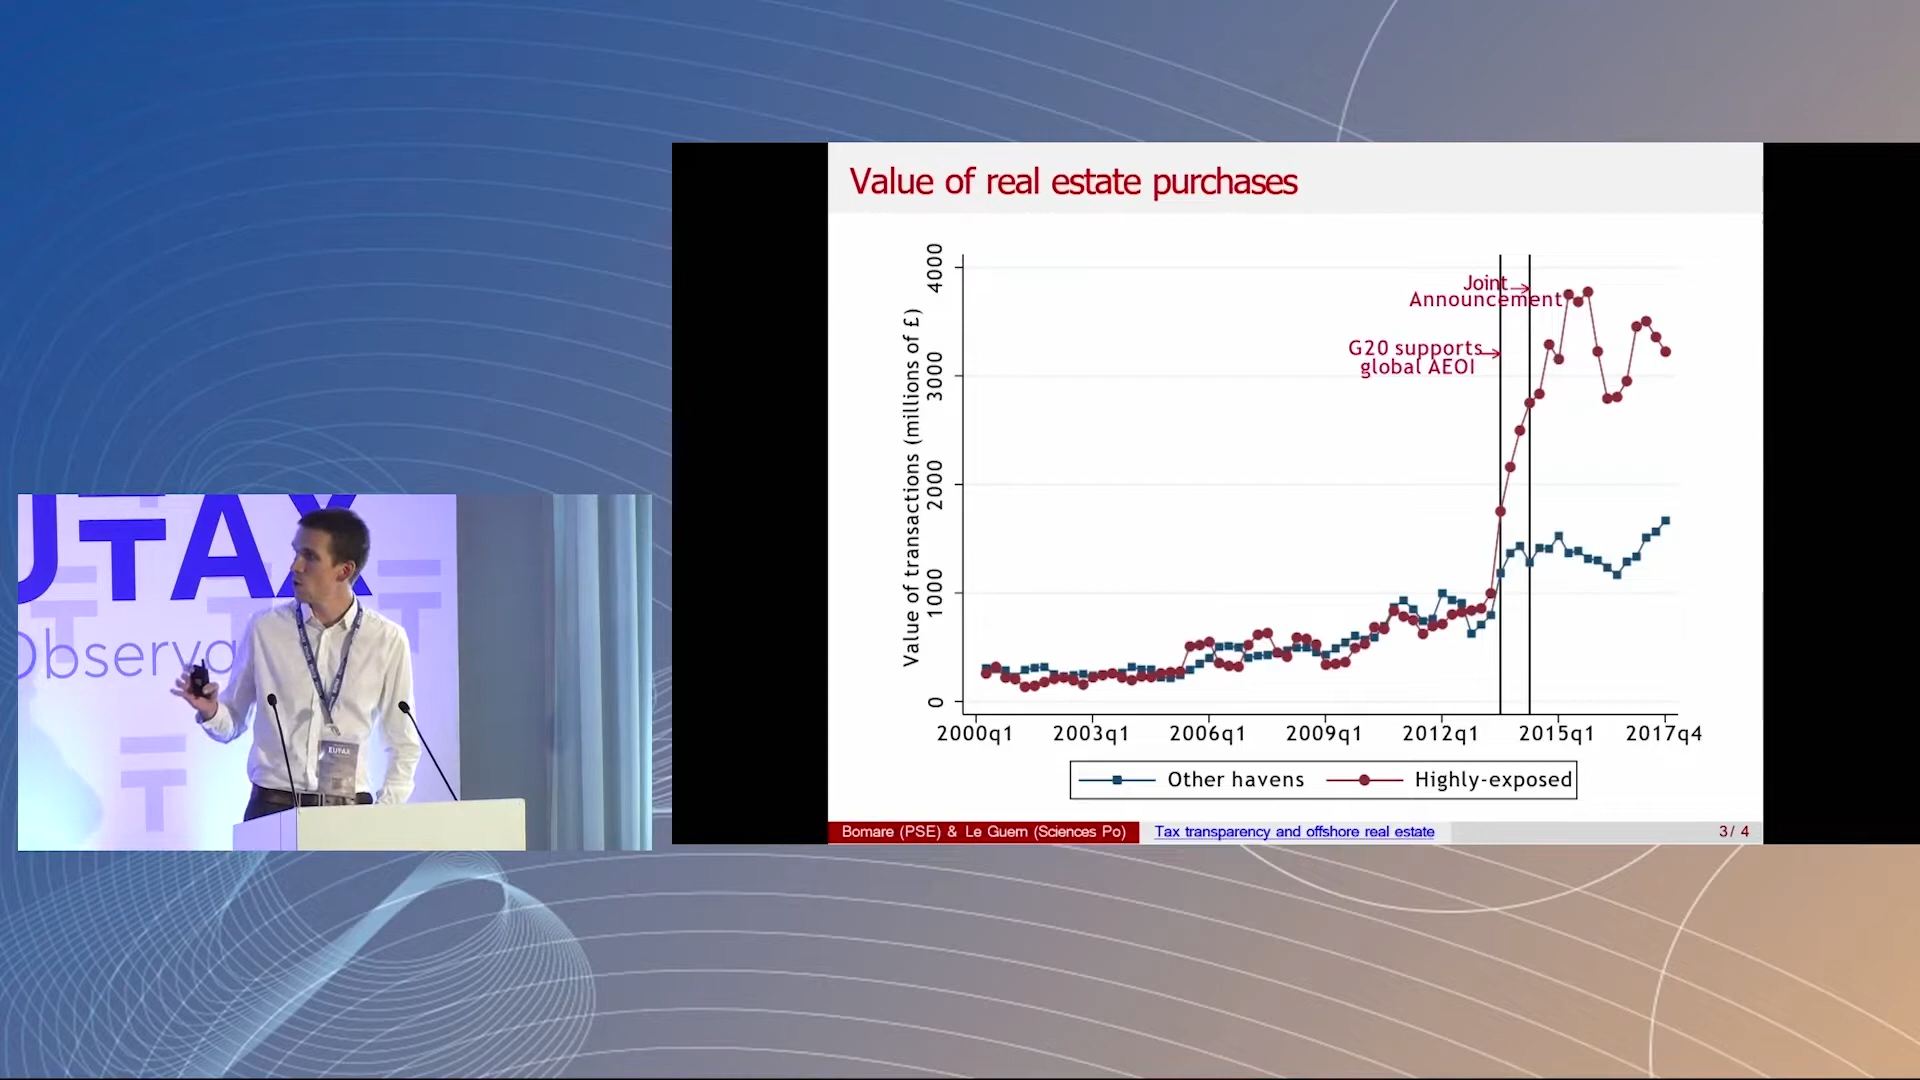 UTAX
Observa
EUTAX
Value of real estate purchases
Value of transactions (millions of £)
4000
3000
2000
1000
0
Joint
Announcement
G20 supports
global AEOI
2000q1 2003q1 2006q1 2009q1 2012q1 2015q1 2017q4
Other havens Highly-exposed
Bomare (PSE) & Le Guern (Sciences Po) Tax transparency and offshore real estate 3 / 4